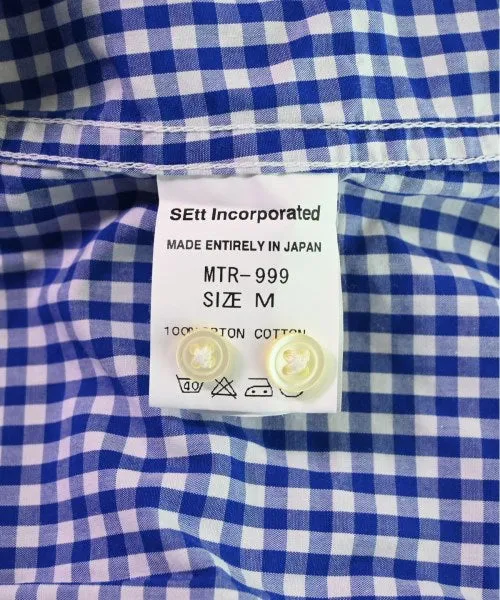 SEtt Incorporated
MADE ENTIRELY IN JAPAN
MTR-999
SIZE M
COTTON
40